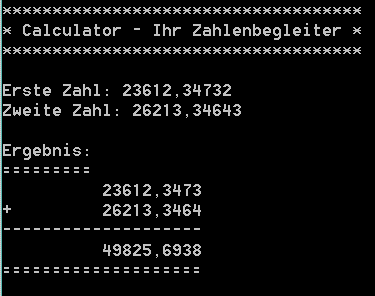 ************************************
* Calculator - Ihr Zahlenbegleiter *
************************************
Erste Zahl: 23612,34732
Zweite Zahl: 26213,34643
Ergebnis:
=========
23612,3473
+ 26213,3464
--------------------
49825,6938
====================